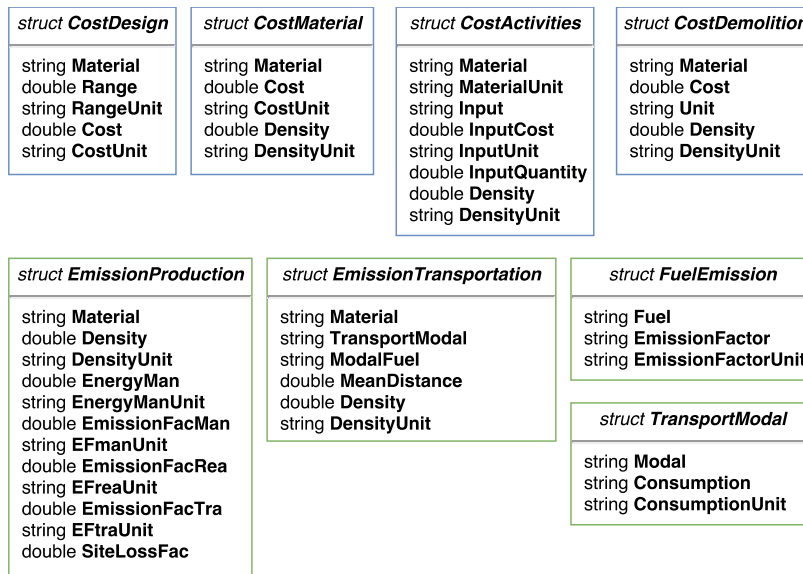 struct CostDesign
string Material
double Range
string RangeUnit
double Cost
string CostUnit
struct CostMaterial
string Material
double Cost
string CostUnit
double Density
string DensityUnit
struct CostActivities
string Material
string MaterialUnit
string Input
double InputCost
string InputUnit
double InputQuantity
double Density
string DensityUnit
struct CostDemolition
string Material
double Cost
string Unit
double Density
string DensityUnit
struct EmissionProduction
string Material
double Density
string DensityUnit
double EnergyMan
string EnergyManUnit
double EmissionFacMan
string EFmanUnit
double EmissionFacRea
string EFreaUnit
double EmissionFacTra
string EFtraUnit
double SiteLossFac
struct EmissionTransportation
string Material
string TransportModal
string ModalFuel
double MeanDistance
double Density
string DensityUnit
struct FuelEmission
string Fuel
string EmissionFactor
string EmissionFactorUnit
struct TransportModal
string Modal
string Consumption
string ConsumptionUnit